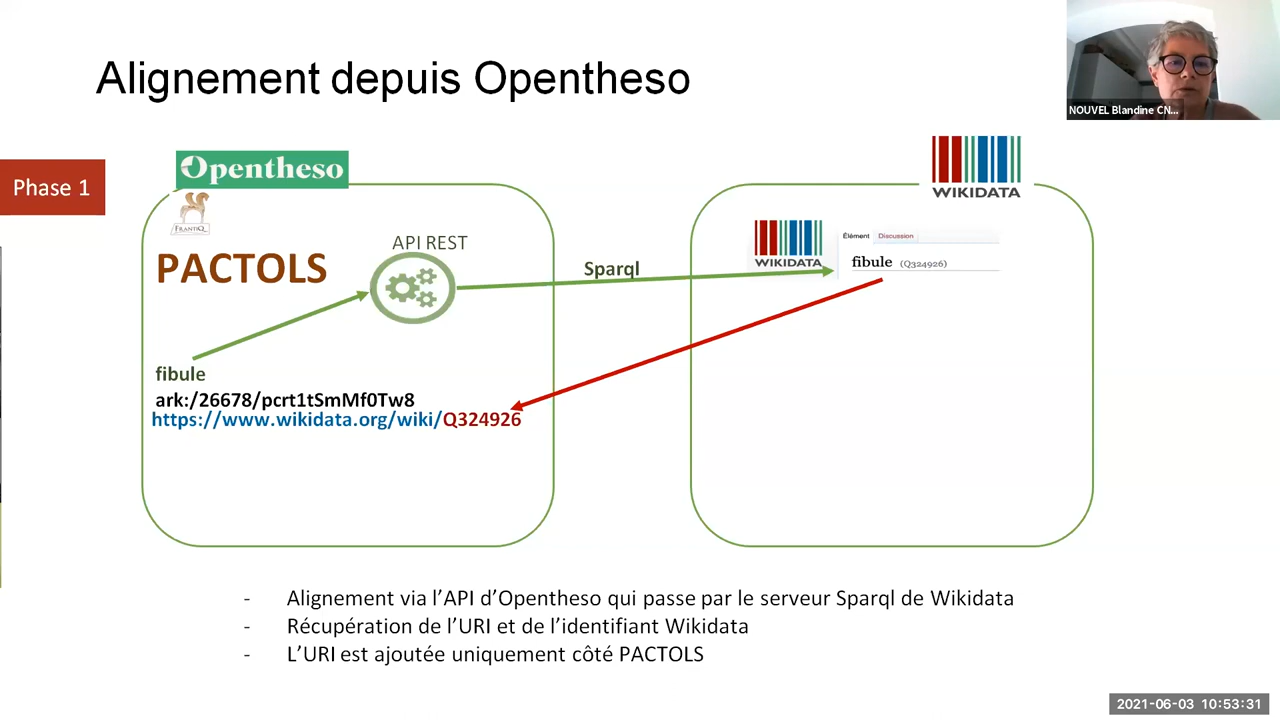 Alignement depuis Opentheso
NOUVEL Blandine CN...
Opentheso
WIKIDATA
Phase 1
FRANTIQ
API REST
PACTOLS
Sparql
WIKIDATA
Élément Discussion
fibule (Q324926)
fibule
ark:/26678/pcrt1tSmMf0Tw8
https://www.wikidata.org/wiki/Q324926
- Alignement via l’API d’Opentheso qui passe par le serveur Sparql de Wikidata
- Récupération de l’URI et de l’identifiant Wikidata
- L’URI est ajoutée uniquement côté PACTOLS
2021-06-03 10:53:31